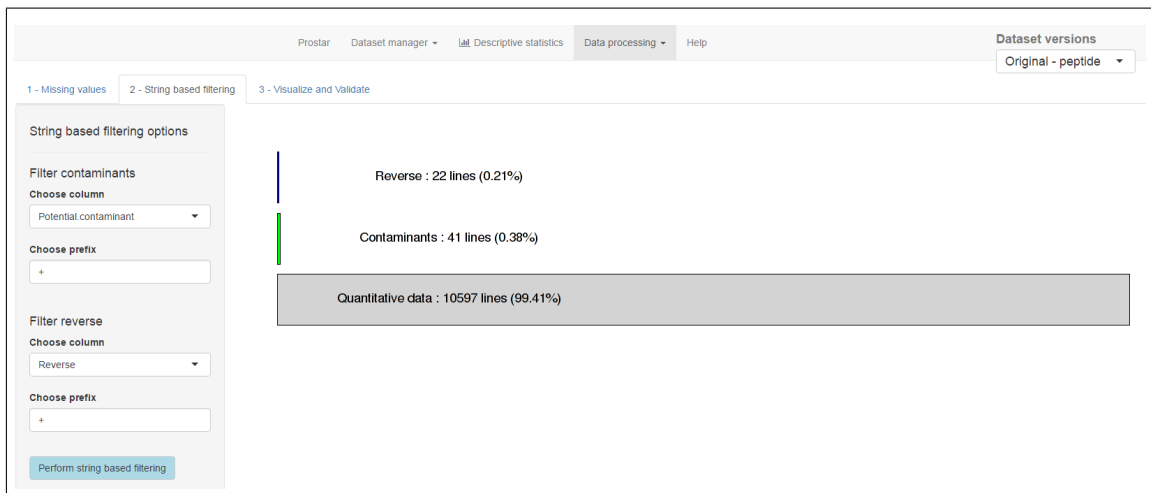 Prostar Dataset manager Descriptive statistics Data processing Help
Dataset versions
Original - peptide
1 - Missing values 2 - String based filtering 3 - Visualize and Validate
String based filtering options
Filter contaminants
Choose column
Potential.contaminant
Choose prefix
+
Filter reverse
Choose column
Reverse
Choose prefix
+
Perform string based filtering
Reverse : 22 lines (0.21%)
Contaminants : 41 lines (0.38%)
Quantitative data : 10597 lines (99.41%)